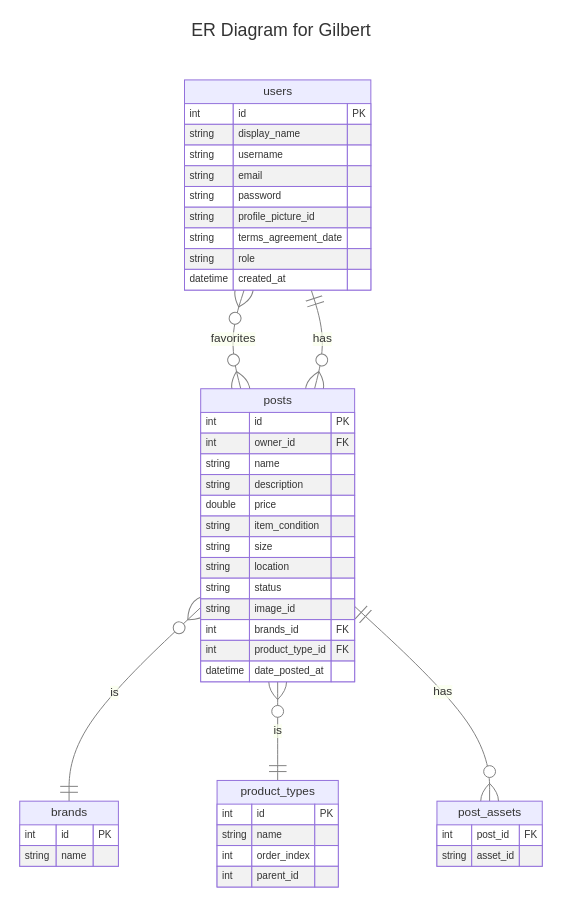 ER Diagram for Gilbert
users
int id PK
string display_name
string username
string email
string password
string profile_picture_id
string terms_agreement_date
string role
datetime created_at
favorites has
posts
int id PK
int owner_id FK
string name
string description
double price
string item_condition
string size
string location
string status
string image_id
int brands_id FK
int product_type_id FK
datetime date_posted_at
is
has
is
product_types
int id PK
string name
int order_index
int parent_id
brands
int id PK
string name
post_assets
int post_id FK
string asset_id